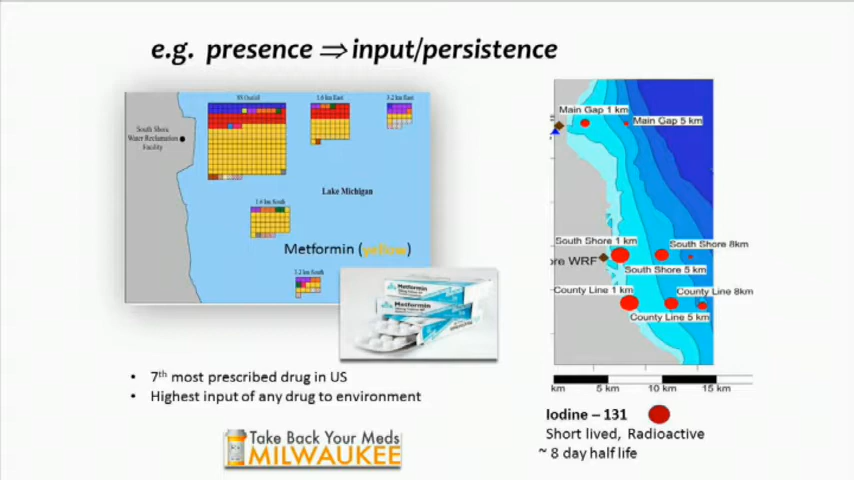 e.g. presence ⇒ input/persistence
SS Outfall
1.6 km East
3.2 km East
South Shore
Water Reclamation
Facility
Lake Michigan
1.6 km South
Metformin (yellow)
3.2 km South
Metformin
Metformin
Main Gap 1 km
Main Gap 5 km
South Shore 1 km
South Shore 8km
ore WRF
South Shore 5 km
County Line 1 km
County Line 8km
County Line 5 km
km 5 km 10 km 15 km
• 7th most prescribed drug in US
• Highest input of any drug to environment
Take Back Your Meds
MILWAUKEE
Iodine – 131
Short lived, Radioactive
~ 8 day half life